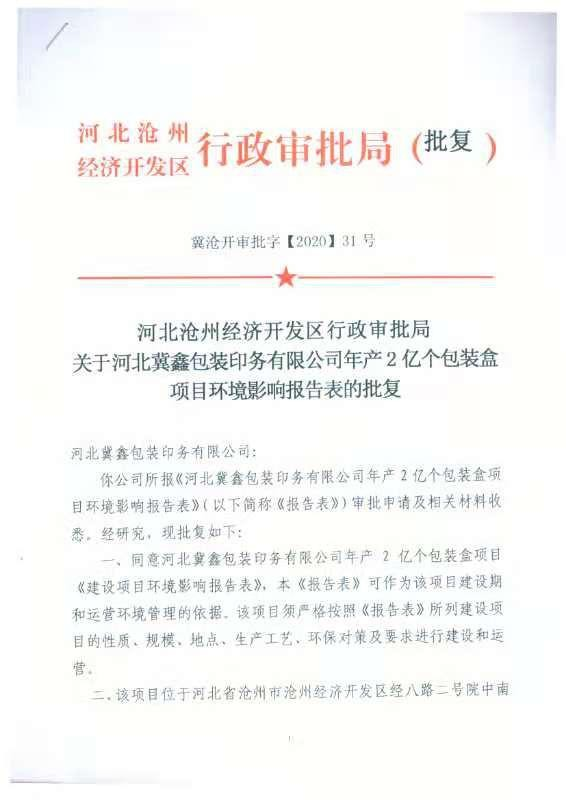 河北沧州
经济开发区
行政审批局(批复)
冀沧开审批字【2020】31号
河北沧州经济开发区行政审批局
关于河北冀鑫包装印务有限公司年产2亿个包装盒
项目环境影响报告表的批复
河北冀鑫包装印务有限公司:
你公司所报《河北冀鑫包装印务有限公司年产2亿个包装盒项
目环境影响报告表》(以下简称《报告表》)审批申请及相关材料收
悉。经研究,现批复如下:
一、同意河北冀鑫包装印务有限公司年产 2 亿个包装盒项目
《建设项目环境影响报告表》,本《报告表》可作为该项目建设期
和运营环境管理的依据。该项目须严格按照《报告表》所列建设项
目的性质、规模、地点、生产工艺、环保对策及要求进行建设和运
营。
二、该项目位于河北省沧州市沧州经济开发区经八路二号院中南
1